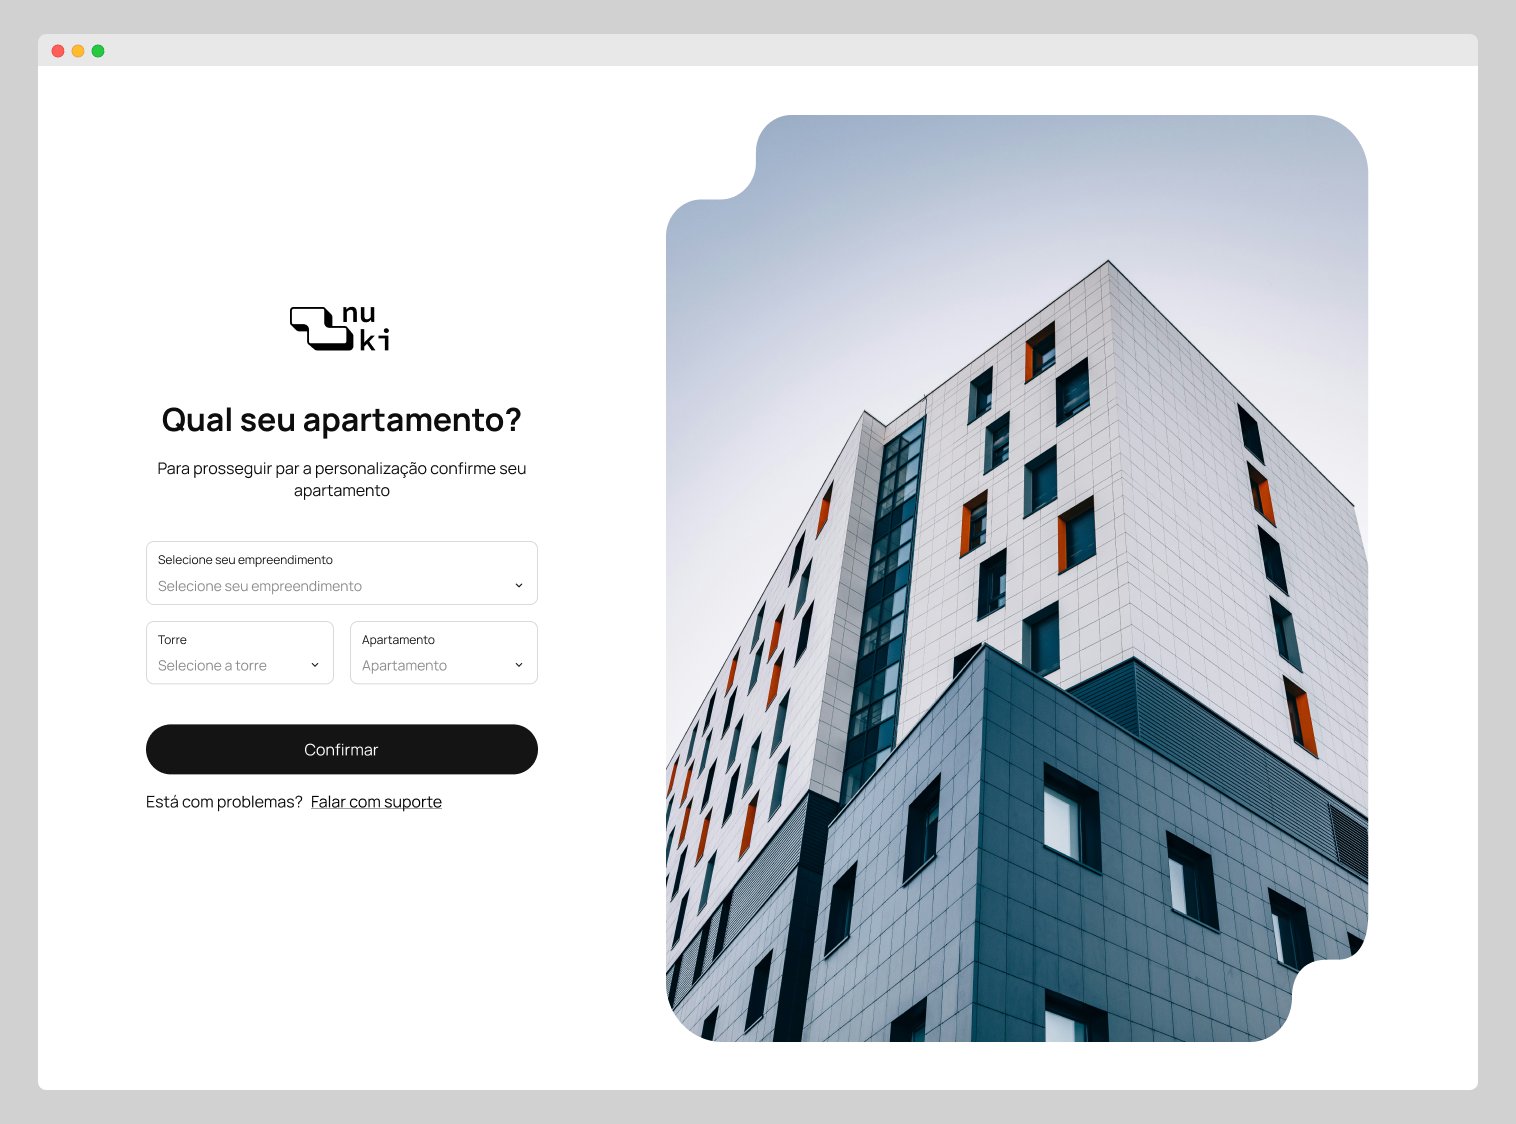 nu
ki
Qual seu apartamento?
Para prosseguir par a personalização confirme seu
apartamento
Selecione seu empreendimento
Selecione seu empreendimento
Torre
Selecione a torre
Apartamento
Apartamento
Confirmar
Está com problemas? Falar com suporte